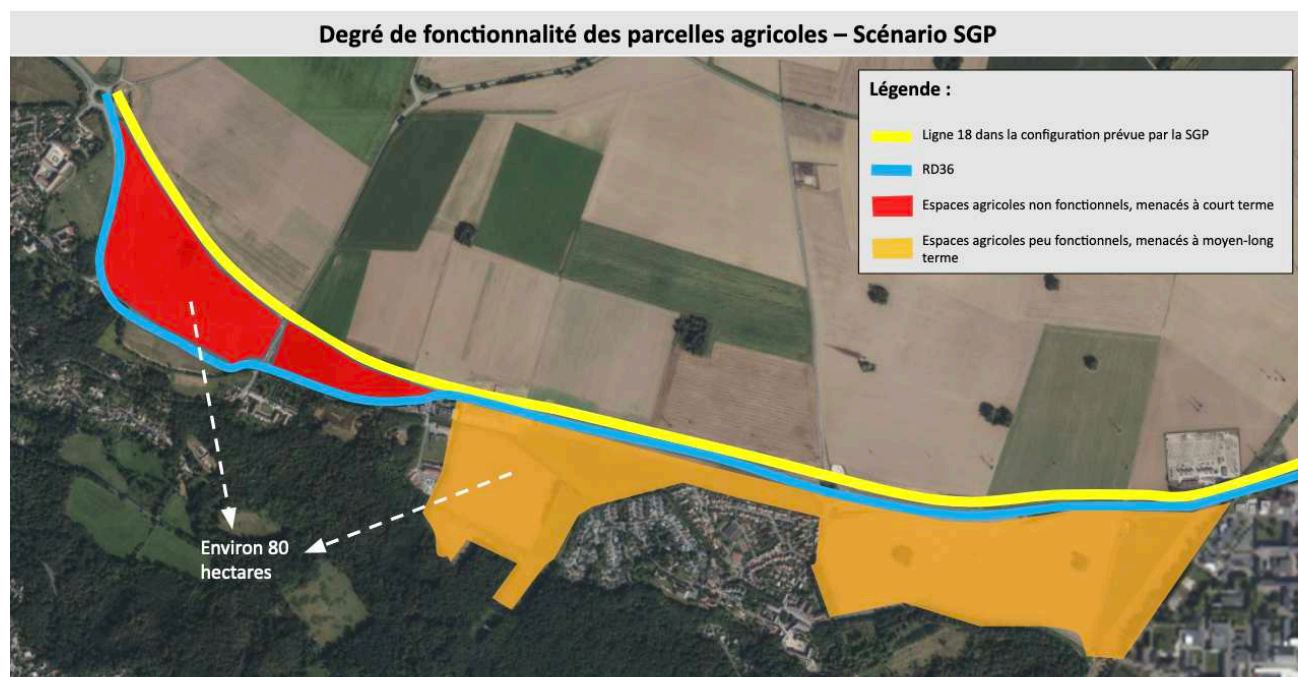 Degré de fonctionnalité des parcelles agricoles – Scénario SGP
Légende :
Ligne 18 dans la configuration prévue par la SGP
RD36
Espaces agricoles non fonctionnels, menacés à court terme
Espaces agricoles peu fonctionnels, menacés à moyen-long
terme
Environ 80
hectares